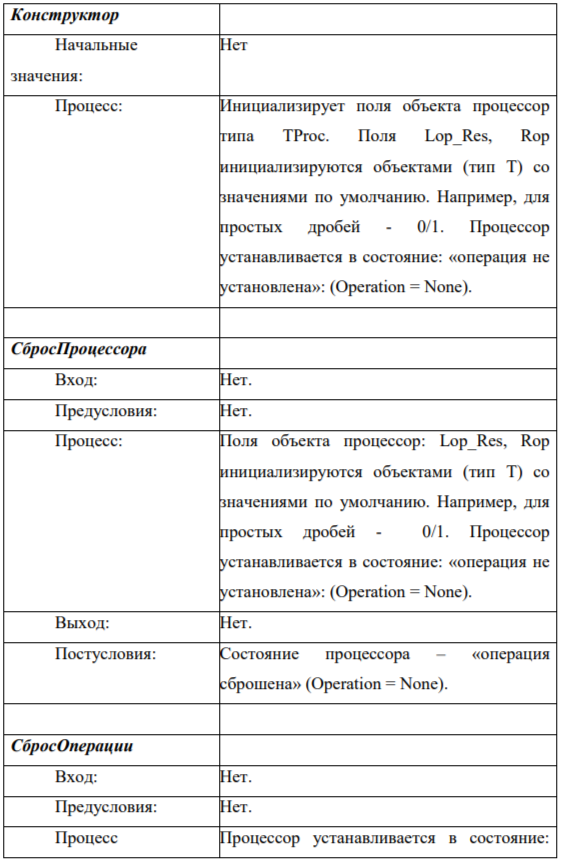 Конструктор
Начальные значения: Нет
Процесс: Инициализирует поля объекта процессор
типа TProc. Поля Lop_Res, Rop
инициализируются объектами (тип T) со
значениями по умолчанию. Например, для
простых дробей - 0/1. Процессор
устанавливается в состояние: «операция не
установлена»: (Operation = None).
СбросПроцессора
Вход: Нет.
Предусловия: Нет.
Процесс: Поля объекта процессор: Lop_Res, Rop
инициализируются объектами (тип T) со
значениями по умолчанию. Например, для
простых дробей - 0/1. Процессор
устанавливается в состояние: «операция не
установлена»: (Operation = None).
Выход: Нет.
Постусловия: Состояние процессора – «операция
сброшена» (Operation = None).
СбросОперации
Вход: Нет.
Предусловия: Нет.
Процесс Процессор устанавливается в состояние: